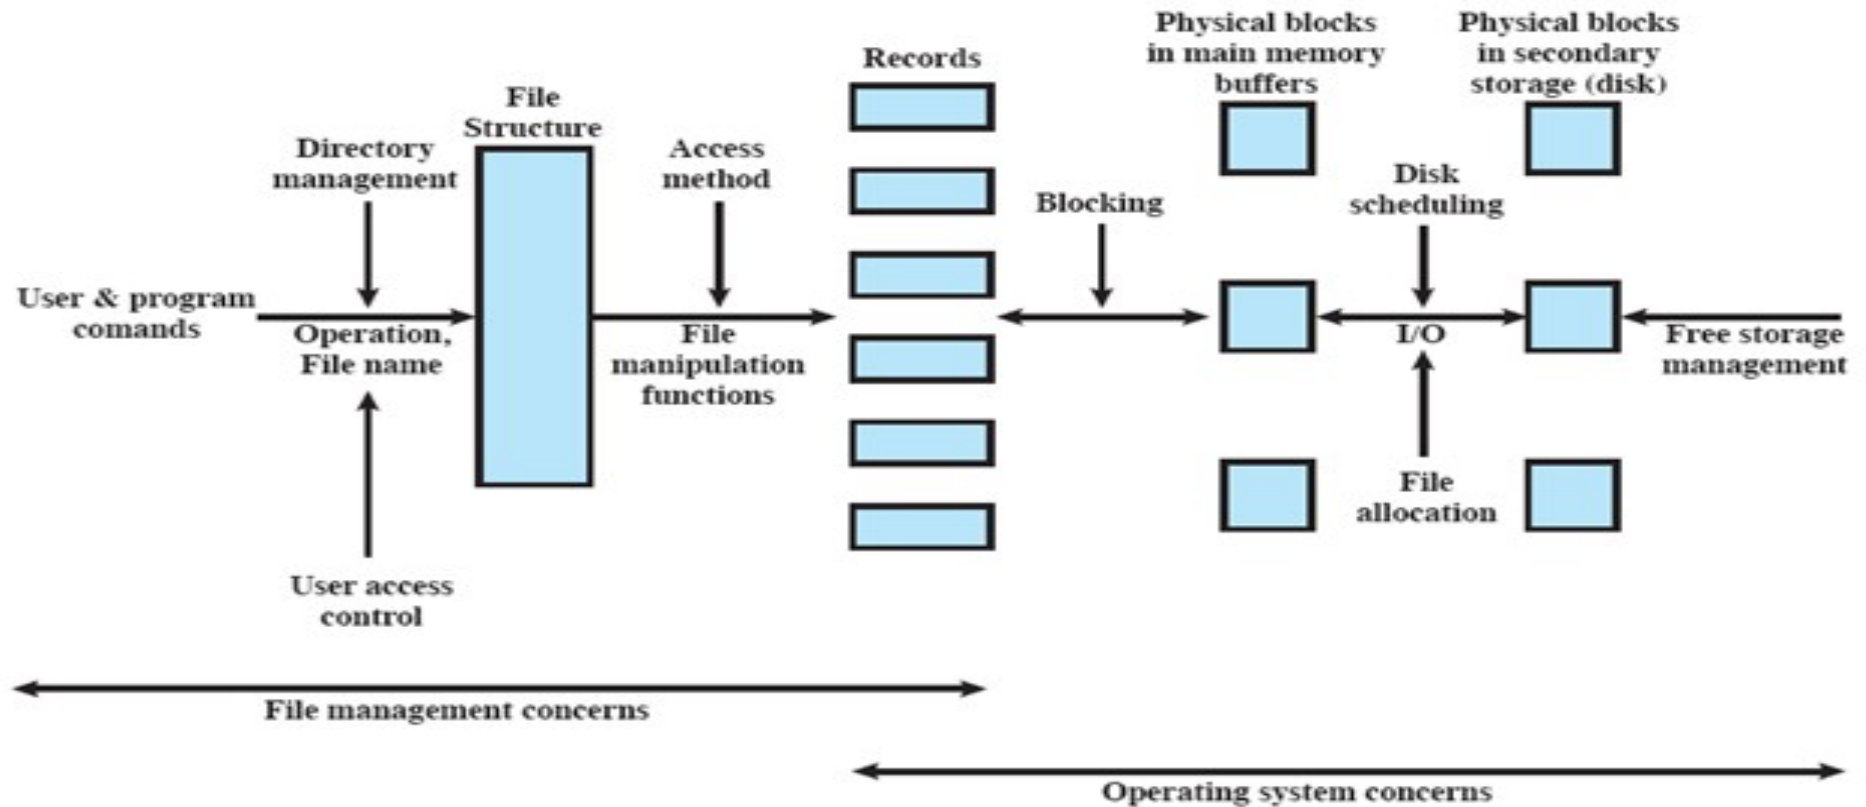 Physical blocks
in main memory
buffers
Physical blocks
in secondary
storage (disk)
Records
File
Structure
Directory
management
Access
method
Disk
scheduling
Blocking
User & program
comands
Operation,
File name
File
manipulation
functions
I/O
Free storage
management
File
allocation
User access
control
File management concerns
Operating system concerns